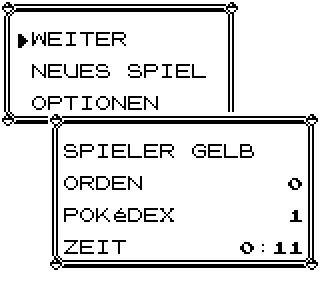 ▶WEITER
NEUES SPIEL
OPTIONEN
SPIELER GELB
ORDEN 0
POKéDEX 1
ZEIT 0:11